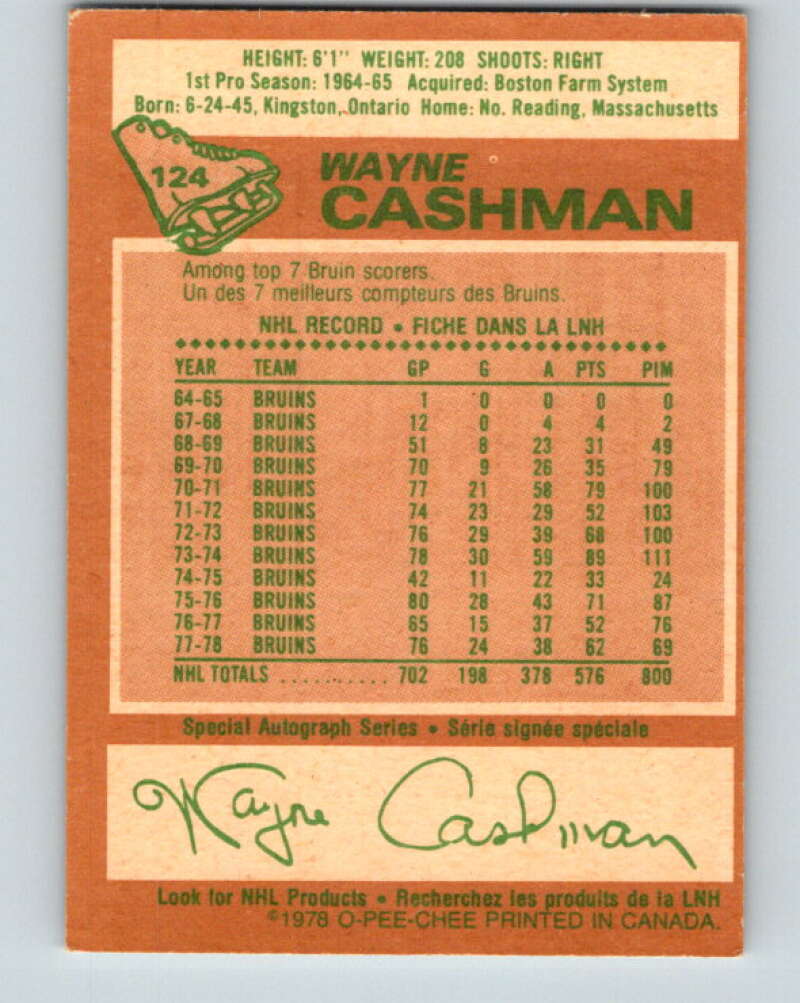 HEIGHT: 6'1" WEIGHT: 208 SHOOTS: RIGHT
1st Pro Season: 1964-65 Acquired: Boston Farm System
Born: 6-24-45, Kingston, Ontario Home: No. Reading, Massachusetts
124
WAYNE
CASHMAN
Among top 7 Bruin scorers.
Un des 7 meilleurs compteurs des Bruins.
NHL RECORD • FICHE DANS LA LNH
YEAR TEAM GP G A PTS PIM
64-65 BRUINS 1 0 0 0 0
67-68 BRUINS 12 0 4 4 2
68-69 BRUINS 51 8 23 31 49
69-70 BRUINS 70 9 26 35 79
70-71 BRUINS 77 21 58 79 100
71-72 BRUINS 74 23 29 52 103
72-73 BRUINS 76 29 39 68 100
73-74 BRUINS 78 30 59 89 111
74-75 BRUINS 42 11 22 33 24
75-76 BRUINS 80 28 43 71 87
76-77 BRUINS 65 15 37 52 76
77-78 BRUINS 76 24 38 62 69
NHL TOTALS .......... 702 198 378 576 800
Special Autograph Series • Série signée spéciale
Wayne Cashman
Look for NHL Products • Recherchez les produits de la LNH
©1978 O-PEE-CHEE PRINTED IN CANADA.